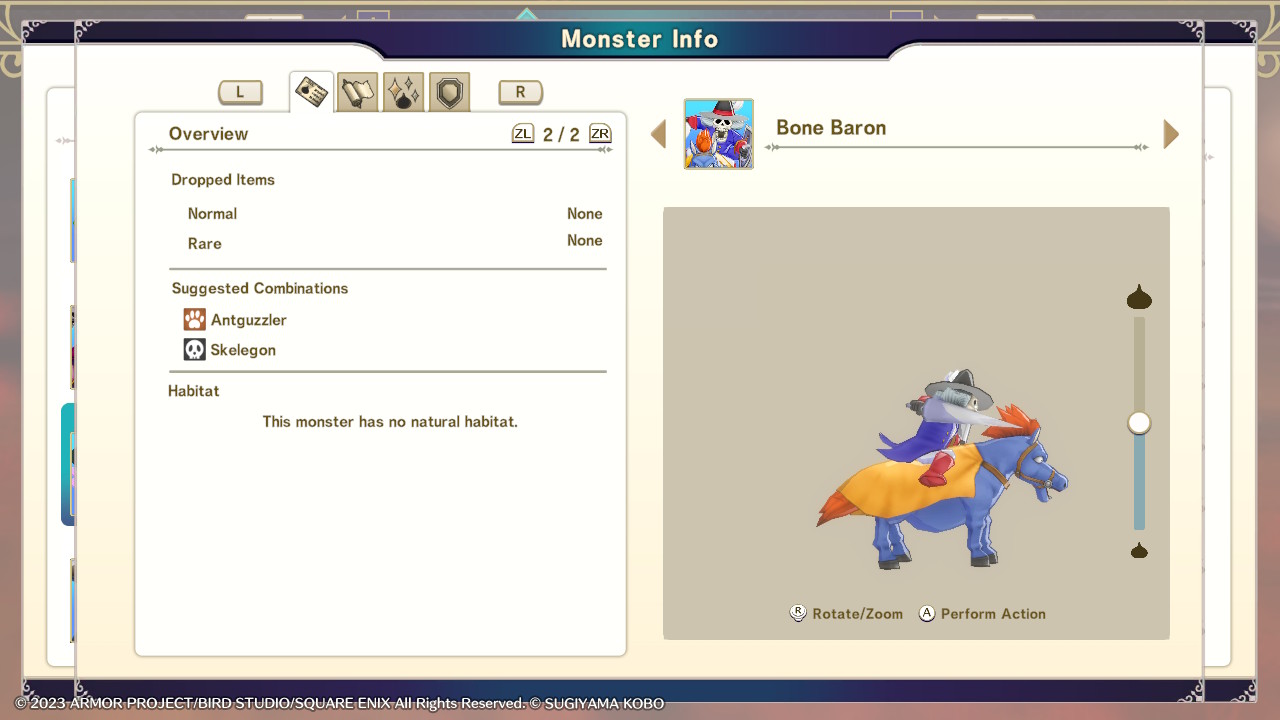 Monster Info
L
R
Overview
ZL 2 / 2 ZR
Dropped Items
Normal None
Rare None
Suggested Combinations
Antguzzler
Skelegon
Habitat
This monster has no natural habitat.
Bone Baron
R Rotate/Zoom A Perform Action
© 2023 ARMOR PROJECT/BIRD STUDIO/SQUARE ENIX All Rights Reserved. © SUGIYAMA KOBO